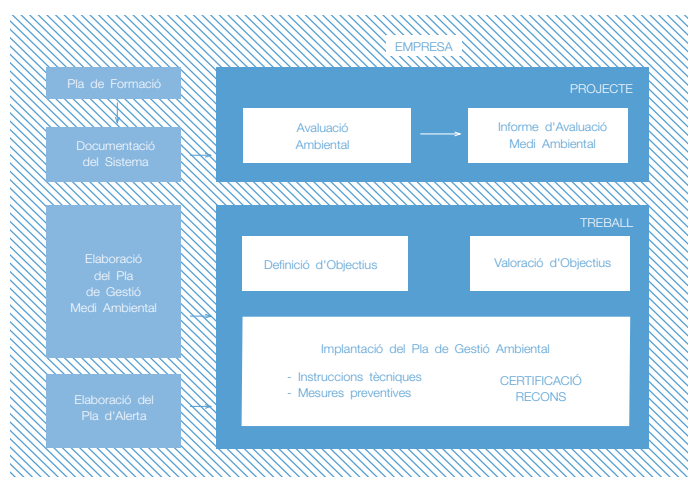 EMPRESA
Pla de Formació
Documentació
del Sistema
PROJECTE
Avaluació
Ambiental
Informe d'Avaluació
Medi Ambiental
Elaboració
del Pla
de Gestió
Medi Ambiental
TREBALL
Definició d'Objectius
Valoració d'Objectius
Implantació del Pla de Gestió Ambiental
- Instruccions tècniques
- Mesures preventives
CERTIFICACIÓ
RECONS
Elaboració del
Pla d'Alerta